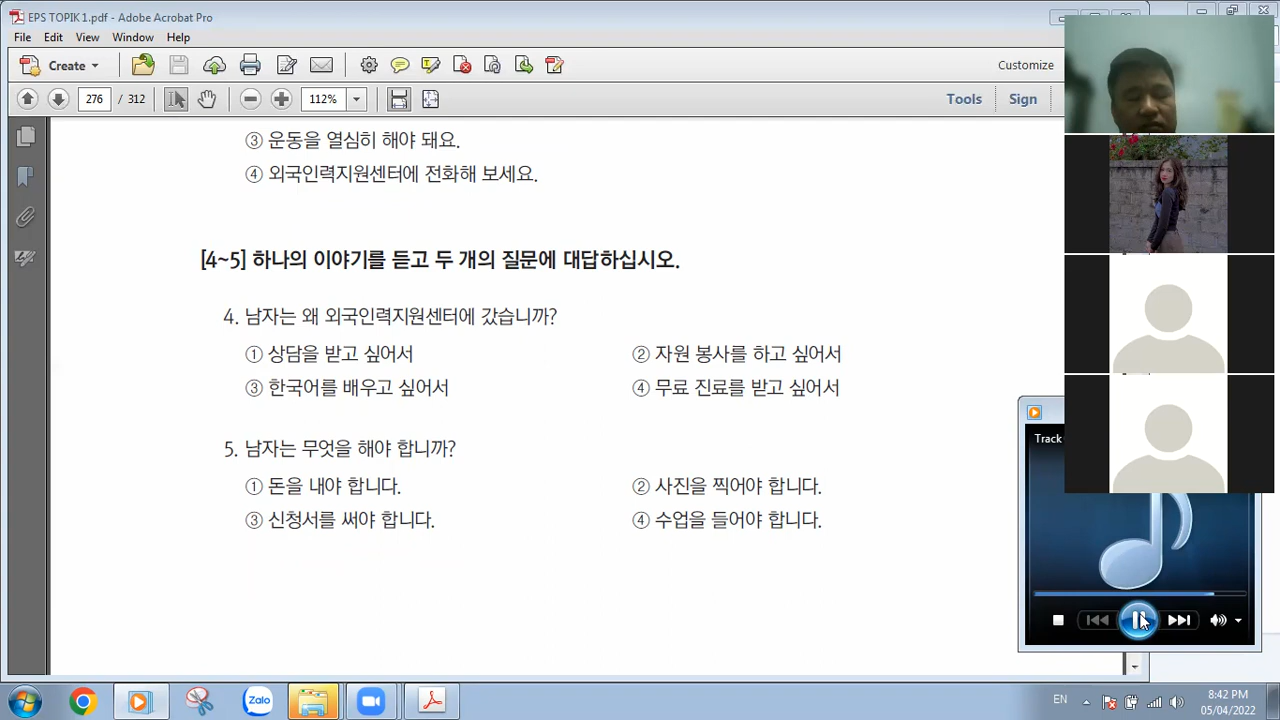 EPS TOPIK 1.pdf - Adobe Acrobat Pro
File Edit View Window Help
Create
Customize
276 / 312
112%
Tools Sign
③ 운동을 열심히 해야 돼요.
④ 외국인력지원센터에 전화해 보세요.
[4~5] 하나의 이야기를 듣고 두 개의 질문에 대답하십시오.
4. 남자는 왜 외국인력지원센터에 갔습니까?
① 상담을 받고 싶어서
② 자원 봉사를 하고 싶어서
③ 한국어를 배우고 싶어서
④ 무료 진료를 받고 싶어서
5. 남자는 무엇을 해야 합니까?
① 돈을 내야 합니다.
② 사진을 찍어야 합니다.
③ 신청서를 써야 합니다.
④ 수업을 들어야 합니다.
Track
Zalo
EN
8:42 PM
05/04/2022